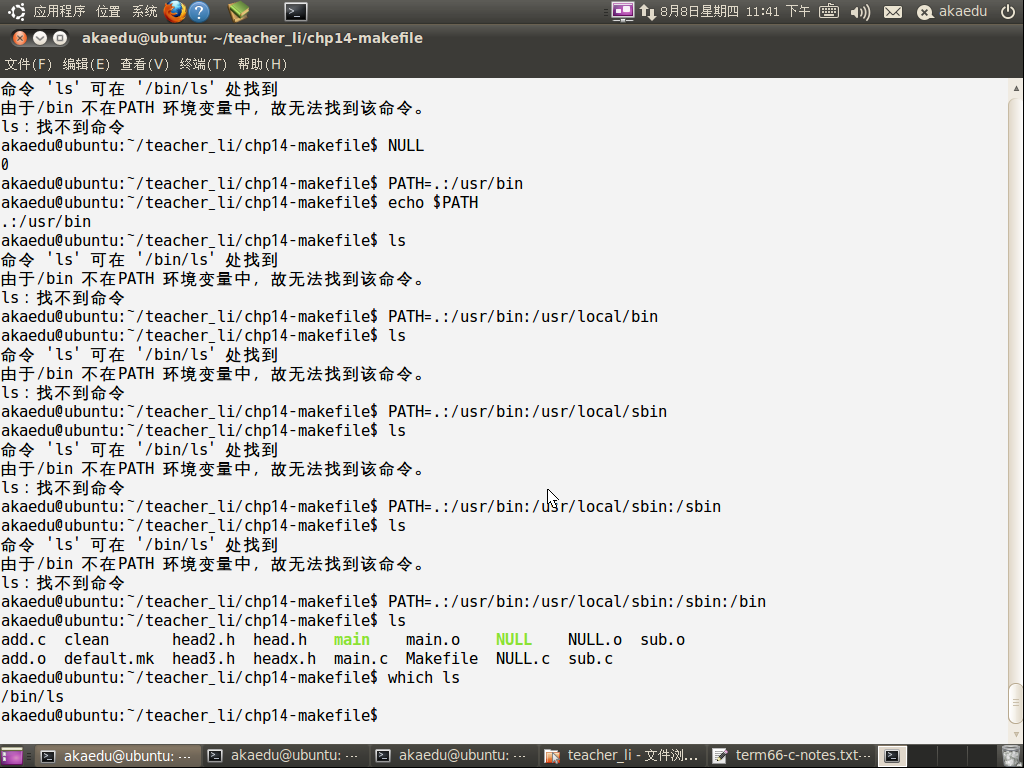 应用程序 位置 系统 8月8日星期四 11:41 下午 akaedu
akaedu@ubuntu: ~/teacher_li/chp14-makefile
文件(F) 编辑(E) 查看(V) 终端(T) 帮助(H)
命令 'ls' 可在 '/bin/ls' 处找到
由于/bin 不在PATH 环境变量中，故无法找到该命令。
ls：找不到命令
akaedu@ubuntu:~/teacher_li/chp14-makefile$ NULL
0
akaedu@ubuntu:~/teacher_li/chp14-makefile$ PATH=.:/usr/bin
akaedu@ubuntu:~/teacher_li/chp14-makefile$ echo $PATH
.:/usr/bin
akaedu@ubuntu:~/teacher_li/chp14-makefile$ ls
命令 'ls' 可在 '/bin/ls' 处找到
由于/bin 不在PATH 环境变量中，故无法找到该命令。
ls：找不到命令
akaedu@ubuntu:~/teacher_li/chp14-makefile$ PATH=.:/usr/bin:/usr/local/bin
akaedu@ubuntu:~/teacher_li/chp14-makefile$ ls
命令 'ls' 可在 '/bin/ls' 处找到
由于/bin 不在PATH 环境变量中，故无法找到该命令。
ls：找不到命令
akaedu@ubuntu:~/teacher_li/chp14-makefile$ PATH=.:/usr/bin:/usr/local/sbin
akaedu@ubuntu:~/teacher_li/chp14-makefile$ ls
命令 'ls' 可在 '/bin/ls' 处找到
由于/bin 不在PATH 环境变量中，故无法找到该命令。
ls：找不到命令
akaedu@ubuntu:~/teacher_li/chp14-makefile$ PATH=.:/usr/bin:/usr/local/sbin:/sbin
akaedu@ubuntu:~/teacher_li/chp14-makefile$ ls
命令 'ls' 可在 '/bin/ls' 处找到
由于/bin 不在PATH 环境变量中，故无法找到该命令。
ls：找不到命令
akaedu@ubuntu:~/teacher_li/chp14-makefile$ PATH=.:/usr/bin:/usr/local/sbin:/sbin:/bin
akaedu@ubuntu:~/teacher_li/chp14-makefile$ ls
add.c  clean       head2.h  head.h   main    main.o    NULL    NULL.o  sub.o
add.o  default.mk  head3.h  headx.h  main.c  Makefile  NULL.c  sub.c
akaedu@ubuntu:~/teacher_li/chp14-makefile$ which ls
/bin/ls
akaedu@ubuntu:~/teacher_li/chp14-makefile$
akaedu@ubuntu: ... akaedu@ubuntu: ... akaedu@ubuntu: ... teacher_li - 文件浏... term66-c-notes.txt...